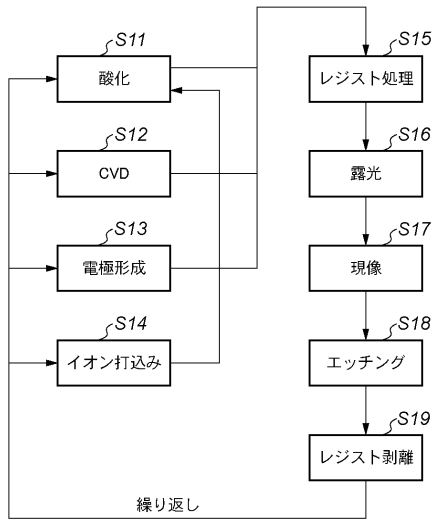 S11
酸化
S12
CVD
S13
電極形成
S14
イオン打込み
S15
レジスト処理
S16
露光
S17
現像
S18
エッチング
S19
レジスト剥離
繰り返し